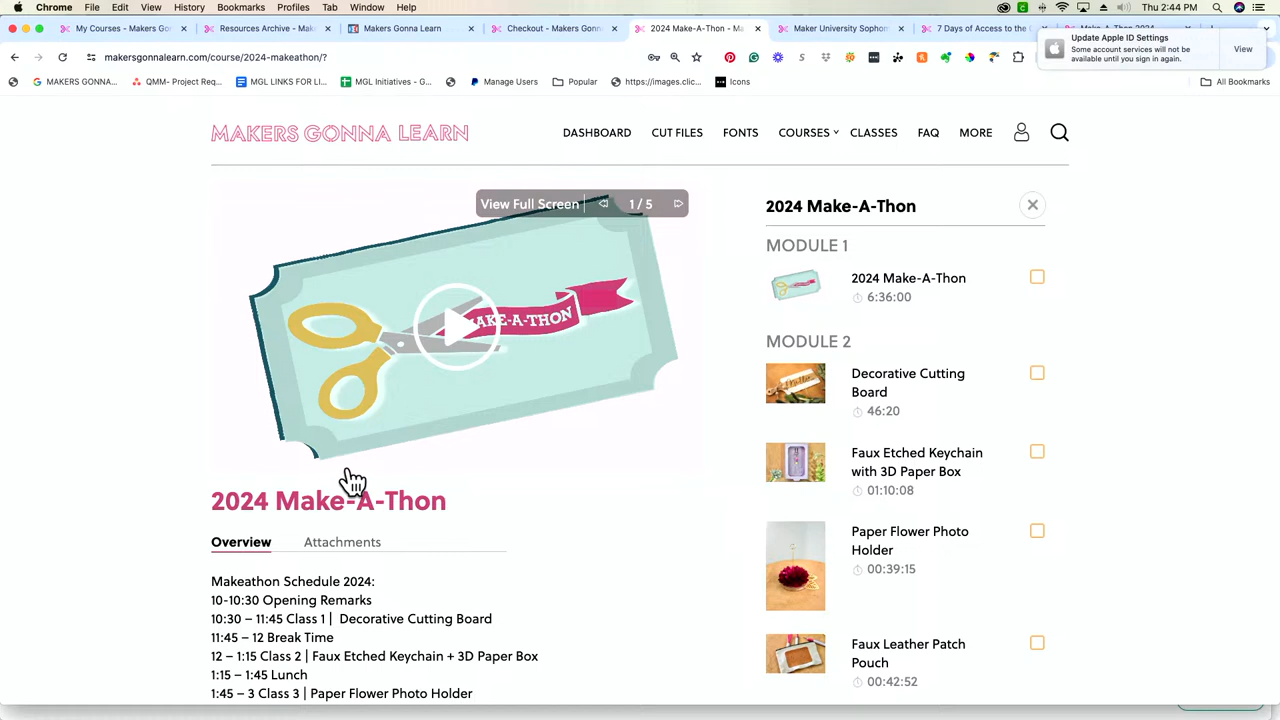 Chrome File Edit View History Bookmarks Profiles Tab Window Help
Thu 2:44 PM
My Courses - Makers Go
Resources Archive - Mak
Makers Gonna Learn
Checkout - Makers Gonn
2024 Make-A-Thon - Ma
Maker University Sophom
7 Days of Access to the
Update Apple ID Settings
Some account services will not be
available until you sign in again.
View
makersgonnalearn.com/course/2024-makeathon/?
MAKERS GONNA...
QMM- Project Req...
MGL LINKS FOR LI...
MGL Initiatives - G...
Manage Users
Popular
https://images.clic...
Icons
All Bookmarks
MAKERS GONNA LEARN
DASHBOARD CUT FILES FONTS COURSES CLASSES FAQ MORE
View Full Screen 1 / 5
MAKE-A-THON
2024 Make-A-Thon
Overview Attachments
Makeathon Schedule 2024:
10-10:30 Opening Remarks
10:30 – 11:45 Class 1 | Decorative Cutting Board
11:45 – 12 Break Time
12 – 1:15 Class 2 | Faux Etched Keychain + 3D Paper Box
1:15 – 1:45 Lunch
1:45 – 3 Class 3 | Paper Flower Photo Holder
2024 Make-A-Thon
MODULE 1
2024 Make-A-Thon
6:36:00
MODULE 2
Decorative Cutting
Board
46:20
Faux Etched Keychain
with 3D Paper Box
01:10:08
Paper Flower Photo
Holder
00:39:15
Faux Leather Patch
Pouch
00:42:52